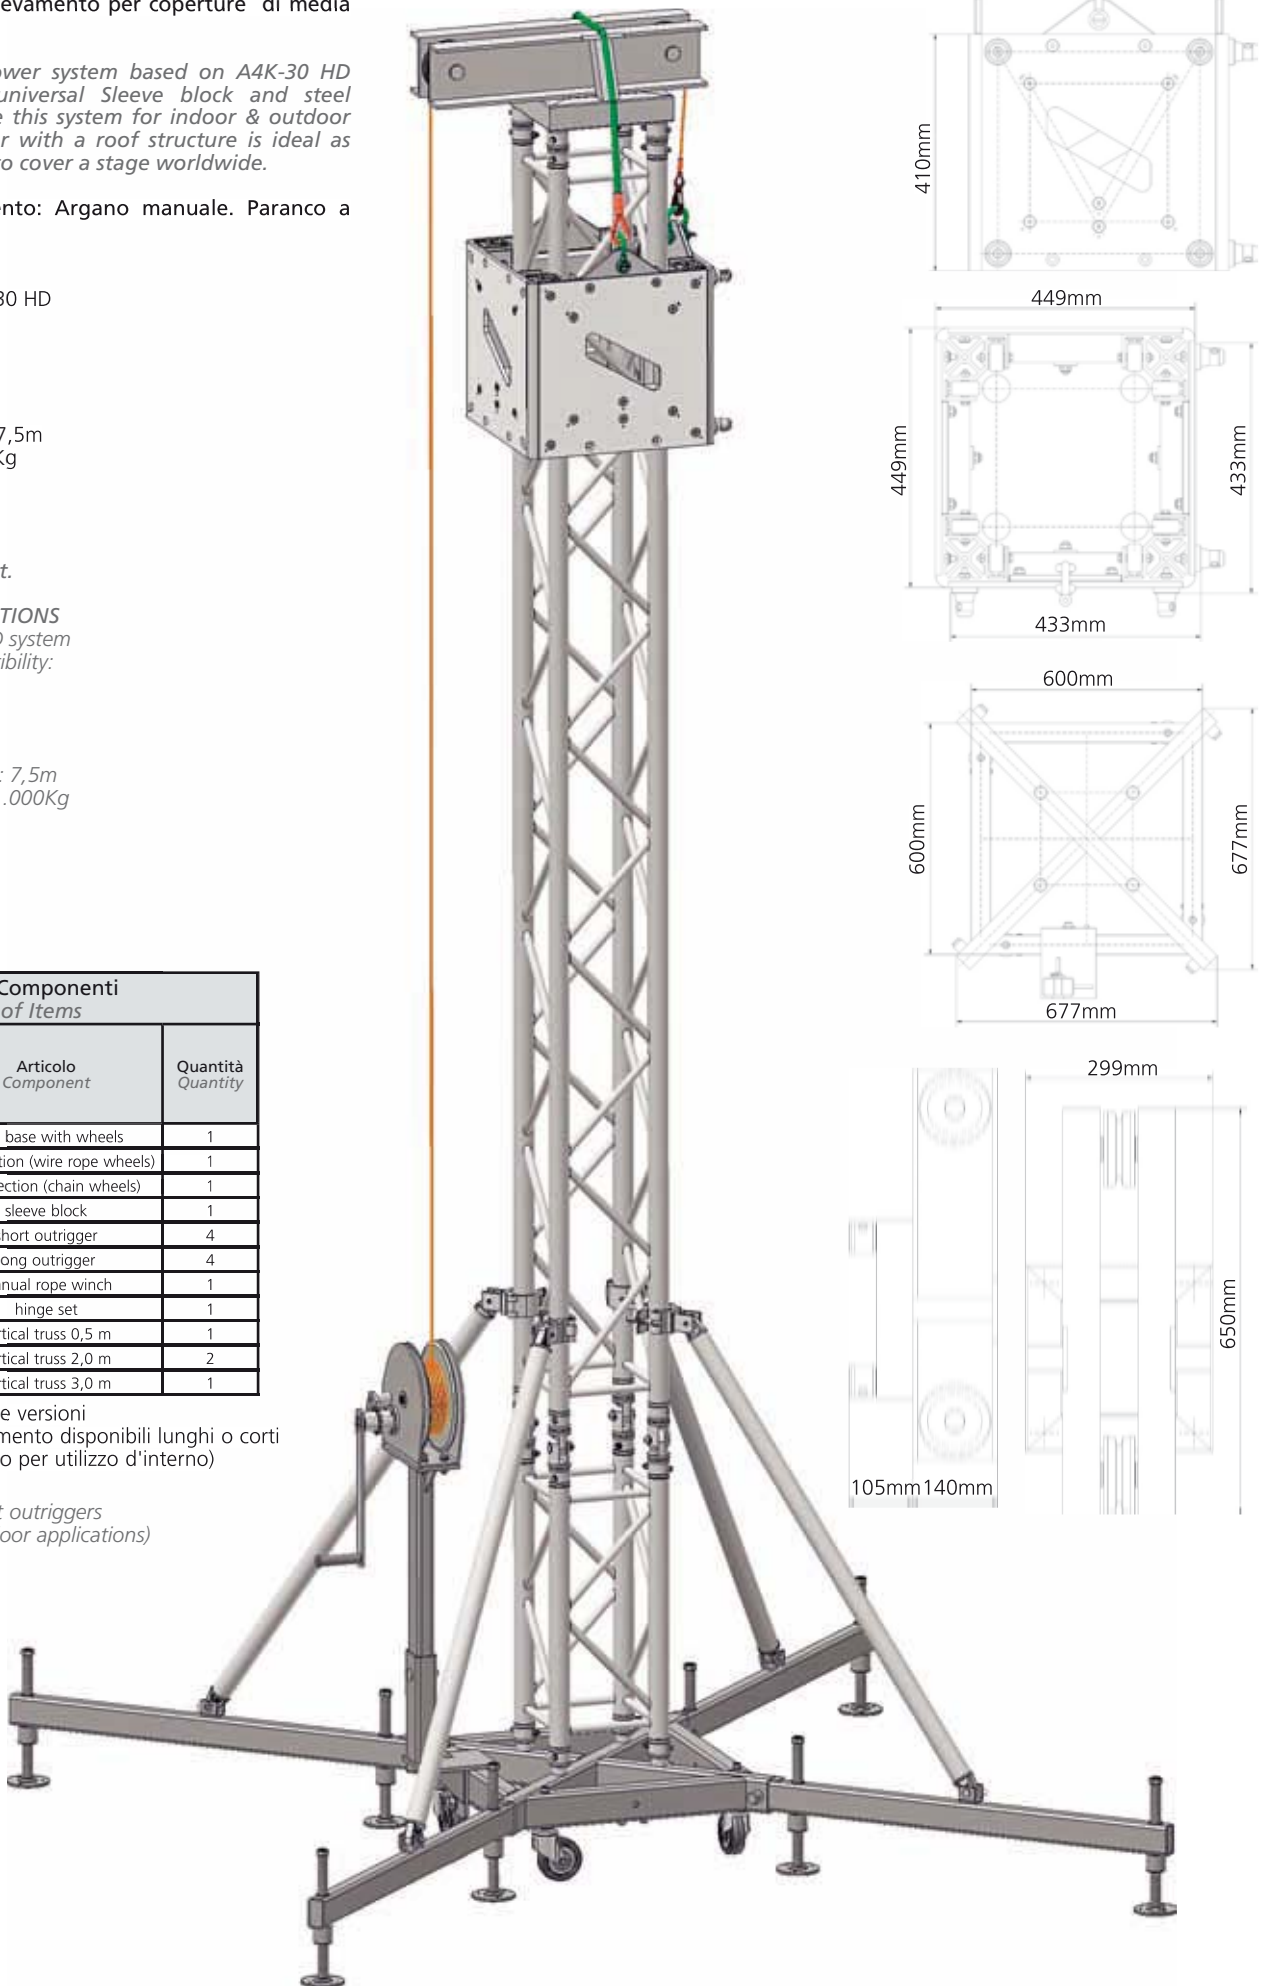 evamento per coperture di media
ower system based on A4K-30 HD
universal Sleeve block and steel
e this system for indoor & outdoor
r with a roof structure is ideal as
to cover a stage worldwide.
ento: Argano manuale. Paranco a
30 HD
7,5m
Kg
t.
TIONS
D system
ibility:
: 7,5m
.000Kg
Componenti
of Items
Articolo
Component
Quantità
Quantity
base with wheels 1
tion (wire rope wheels) 1
ection (chain wheels) 1
sleeve block 1
short outrigger 4
ong outrigger 4
nual rope winch 1
hinge set 1
rtical truss 0,5 m 1
rtical truss 2,0 m 2
rtical truss 3,0 m 1
e versioni
mento disponibili lunghi o corti
o per utilizzo d'interno)
t outriggers
oor applications)
410mm
449mm
449mm
433mm
433mm
600mm
600mm
677mm
677mm
299mm
650mm
105mm 140mm